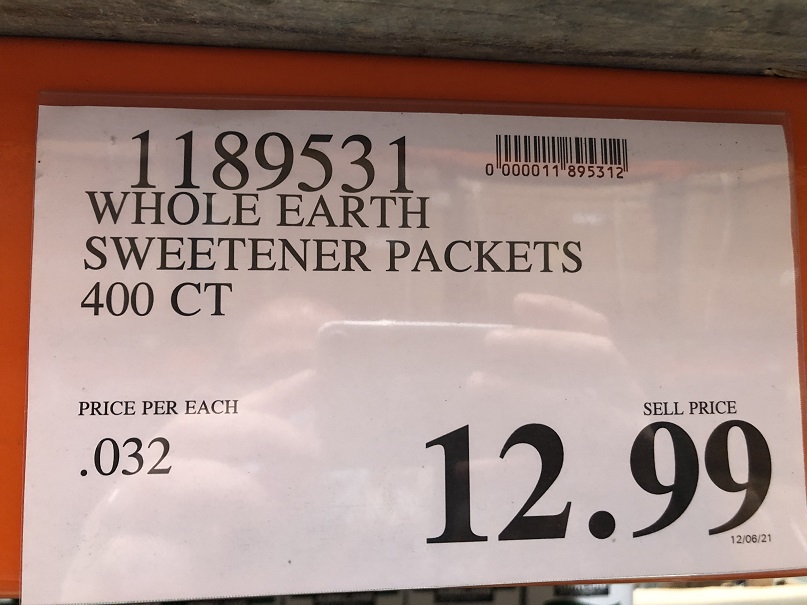 1189531
0 000011 895312
WHOLE EARTH
SWEETENER PACKETS
400 CT
PRICE PER EACH
.032
SELL PRICE
12.99
12/06/21